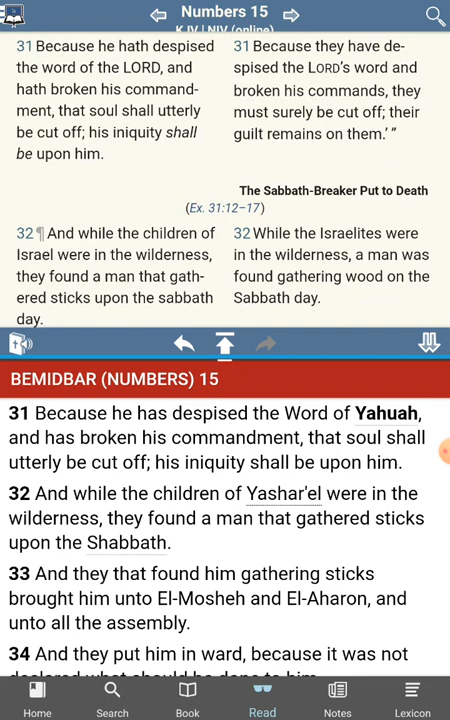 Numbers 15
KJV | NIV (online)
31 Because he hath despised
the word of the LORD, and
hath broken his command-
ment, that soul shall utterly
be cut off; his iniquity shall
be upon him.
31 Because they have de-
spised the LORD’s word and
broken his commands, they
must surely be cut off; their
guilt remains on them.’ ”
The Sabbath-Breaker Put to Death
(Ex. 31:12–17)
32 ¶ And while the children of
Israel were in the wilderness,
they found a man that gath-
ered sticks upon the sabbath
day.
32 While the Israelites were
in the wilderness, a man was
found gathering wood on the
Sabbath day.
BEMIDBAR (NUMBERS) 15
31 Because he has despised the Word of Yahuah,
and has broken his commandment, that soul shall
utterly be cut off; his iniquity shall be upon him.
32 And while the children of Yashar'el were in the
wilderness, they found a man that gathered sticks
upon the Shabbath.
33 And they that found him gathering sticks
brought him unto El-Mosheh and El-Aharon, and
unto all the assembly.
34 And they put him in ward, because it was not
declared what should be done to him.
Home
Search
Book
Read
Notes
Lexicon